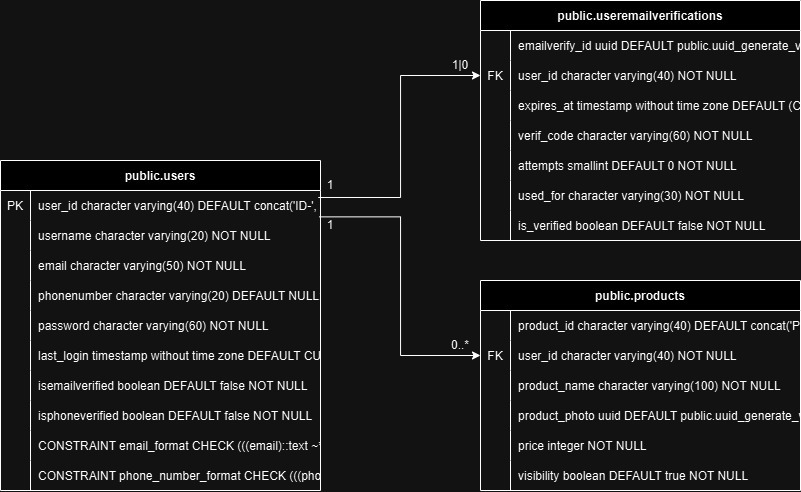 public.useremailverifications
emailverify_id uuid DEFAULT public.uuid_generate_v
FK user_id character varying(40) NOT NULL
expires_at timestamp without time zone DEFAULT (C
verif_code character varying(60) NOT NULL
attempts smallint DEFAULT 0 NOT NULL
used_for character varying(30) NOT NULL
is_verified boolean DEFAULT false NOT NULL
1|0
public.users
PK user_id character varying(40) DEFAULT concat('ID-',
username character varying(20) NOT NULL
email character varying(50) NOT NULL
phonenumber character varying(20) DEFAULT NULL
password character varying(60) NOT NULL
last_login timestamp without time zone DEFAULT CU
isemailverified boolean DEFAULT false NOT NULL
isphoneverified boolean DEFAULT false NOT NULL
CONSTRAINT email_format CHECK (((email)::text ~*
CONSTRAINT phone_number_format CHECK (((pho
1
1
0..*
public.products
product_id character varying(40) DEFAULT concat('P
FK user_id character varying(40) NOT NULL
product_name character varying(100) NOT NULL
product_photo uuid DEFAULT public.uuid_generate_v
price integer NOT NULL
visibility boolean DEFAULT true NOT NULL